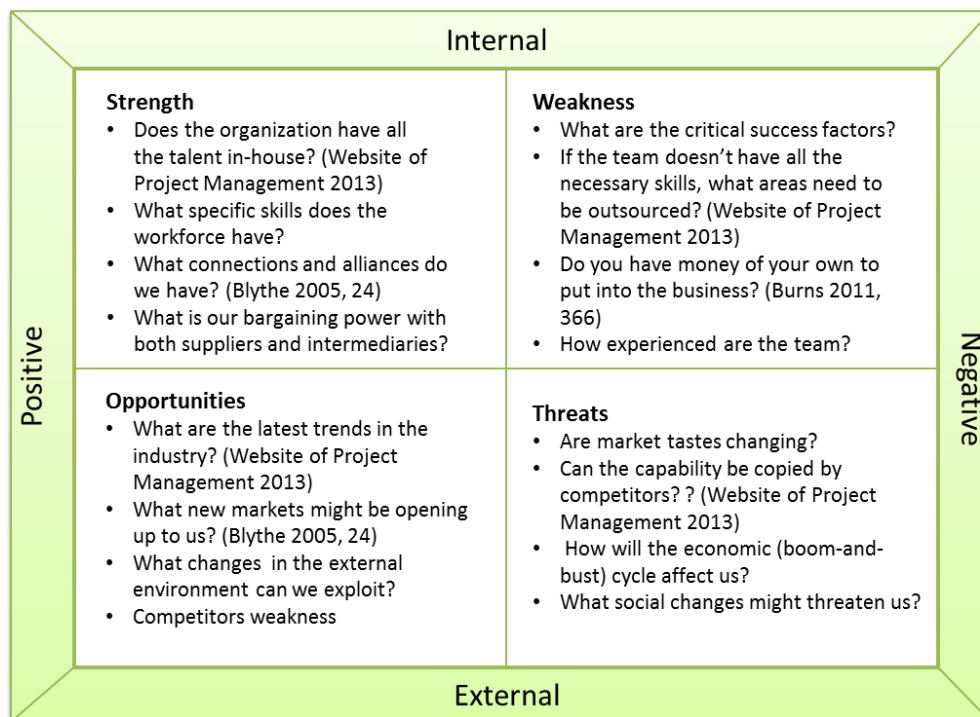 Internal
Positive
Strength
• Does the organization have all
the talent in-house? (Website of
Project Management 2013)
• What specific skills does the
workforce have?
• What connections and alliances do
we have? (Blythe 2005, 24)
• What is our bargaining power with
both suppliers and intermediaries?
Weakness
• What are the critical success factors?
• If the team doesn’t have all the
necessary skills, what areas need to
be outsourced? (Website of Project
Management 2013)
• Do you have money of your own to
put into the business? (Burns 2011,
366)
• How experienced are the team?
Negative
Opportunities
• What are the latest trends in the
industry? (Website of Project
Management 2013)
• What new markets might be opening
up to us? (Blythe 2005, 24)
• What changes  in the external
environment can we exploit?
• Competitors weakness
Threats
• Are market tastes changing?
• Can the capability be copied by
competitors? ? (Website of Project
Management 2013)
•  How will the economic (boom-and-
bust) cycle affect us?
• What social changes might threaten us?
External